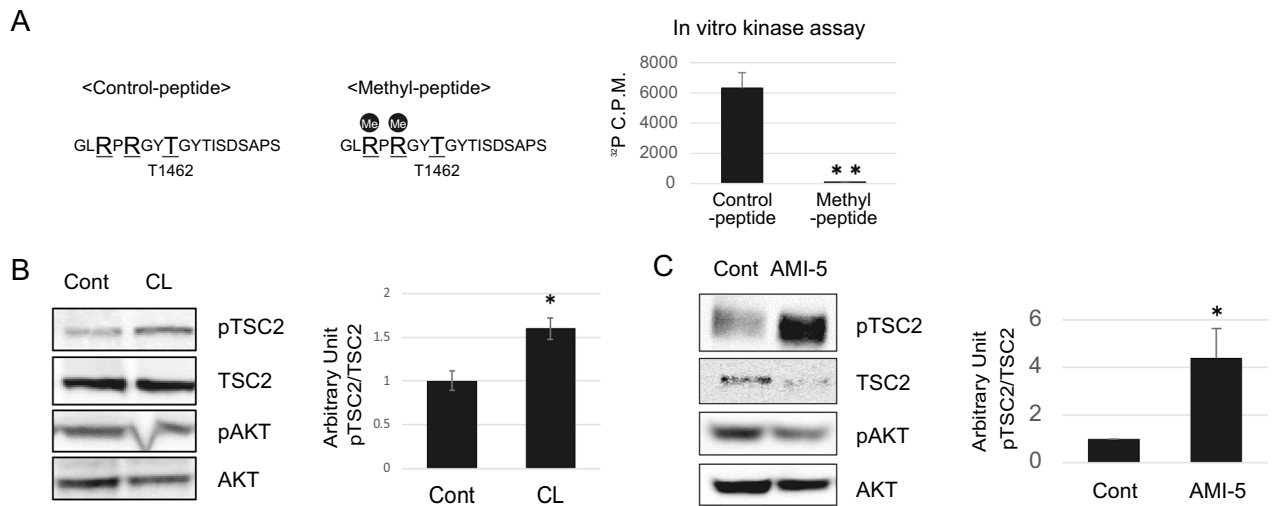 A
<Control-peptide>
GLRPRGYTGYTISDSAPS
T1462
<Methyl-peptide>
Me Me
GLRPRGYTGYTISDSAPS
T1462
In vitro kinase assay
³²P C.P.M.
8000
6000
4000
2000
0
* *
Control
-peptide
Methyl
-peptide
B
Cont CL
pTSC2
TSC2
pAKT
AKT
Arbitrary Unit
pTSC2/TSC2
2
1.5
1
0.5
0
*
Cont CL
C
Cont AMI-5
pTSC2
TSC2
pAKT
AKT
Arbitrary Unit
pTSC2/TSC2
6
4
2
0
*
Cont AMI-5